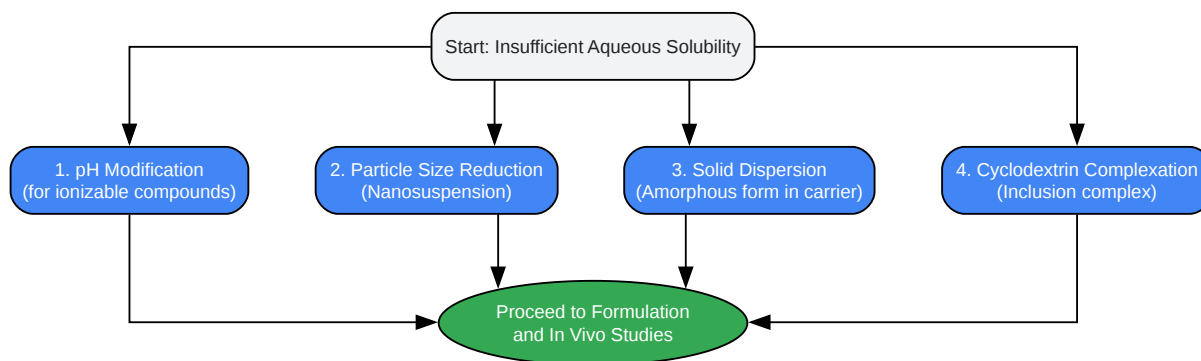 Start: Insufficient Aqueous Solubility
1. pH Modification
(for ionizable compounds)
2. Particle Size Reduction
(Nanosuspension)
3. Solid Dispersion
(Amorphous form in carrier)
4. Cyclodextrin Complexation
(Inclusion complex)
Proceed to Formulation
and In Vivo Studies